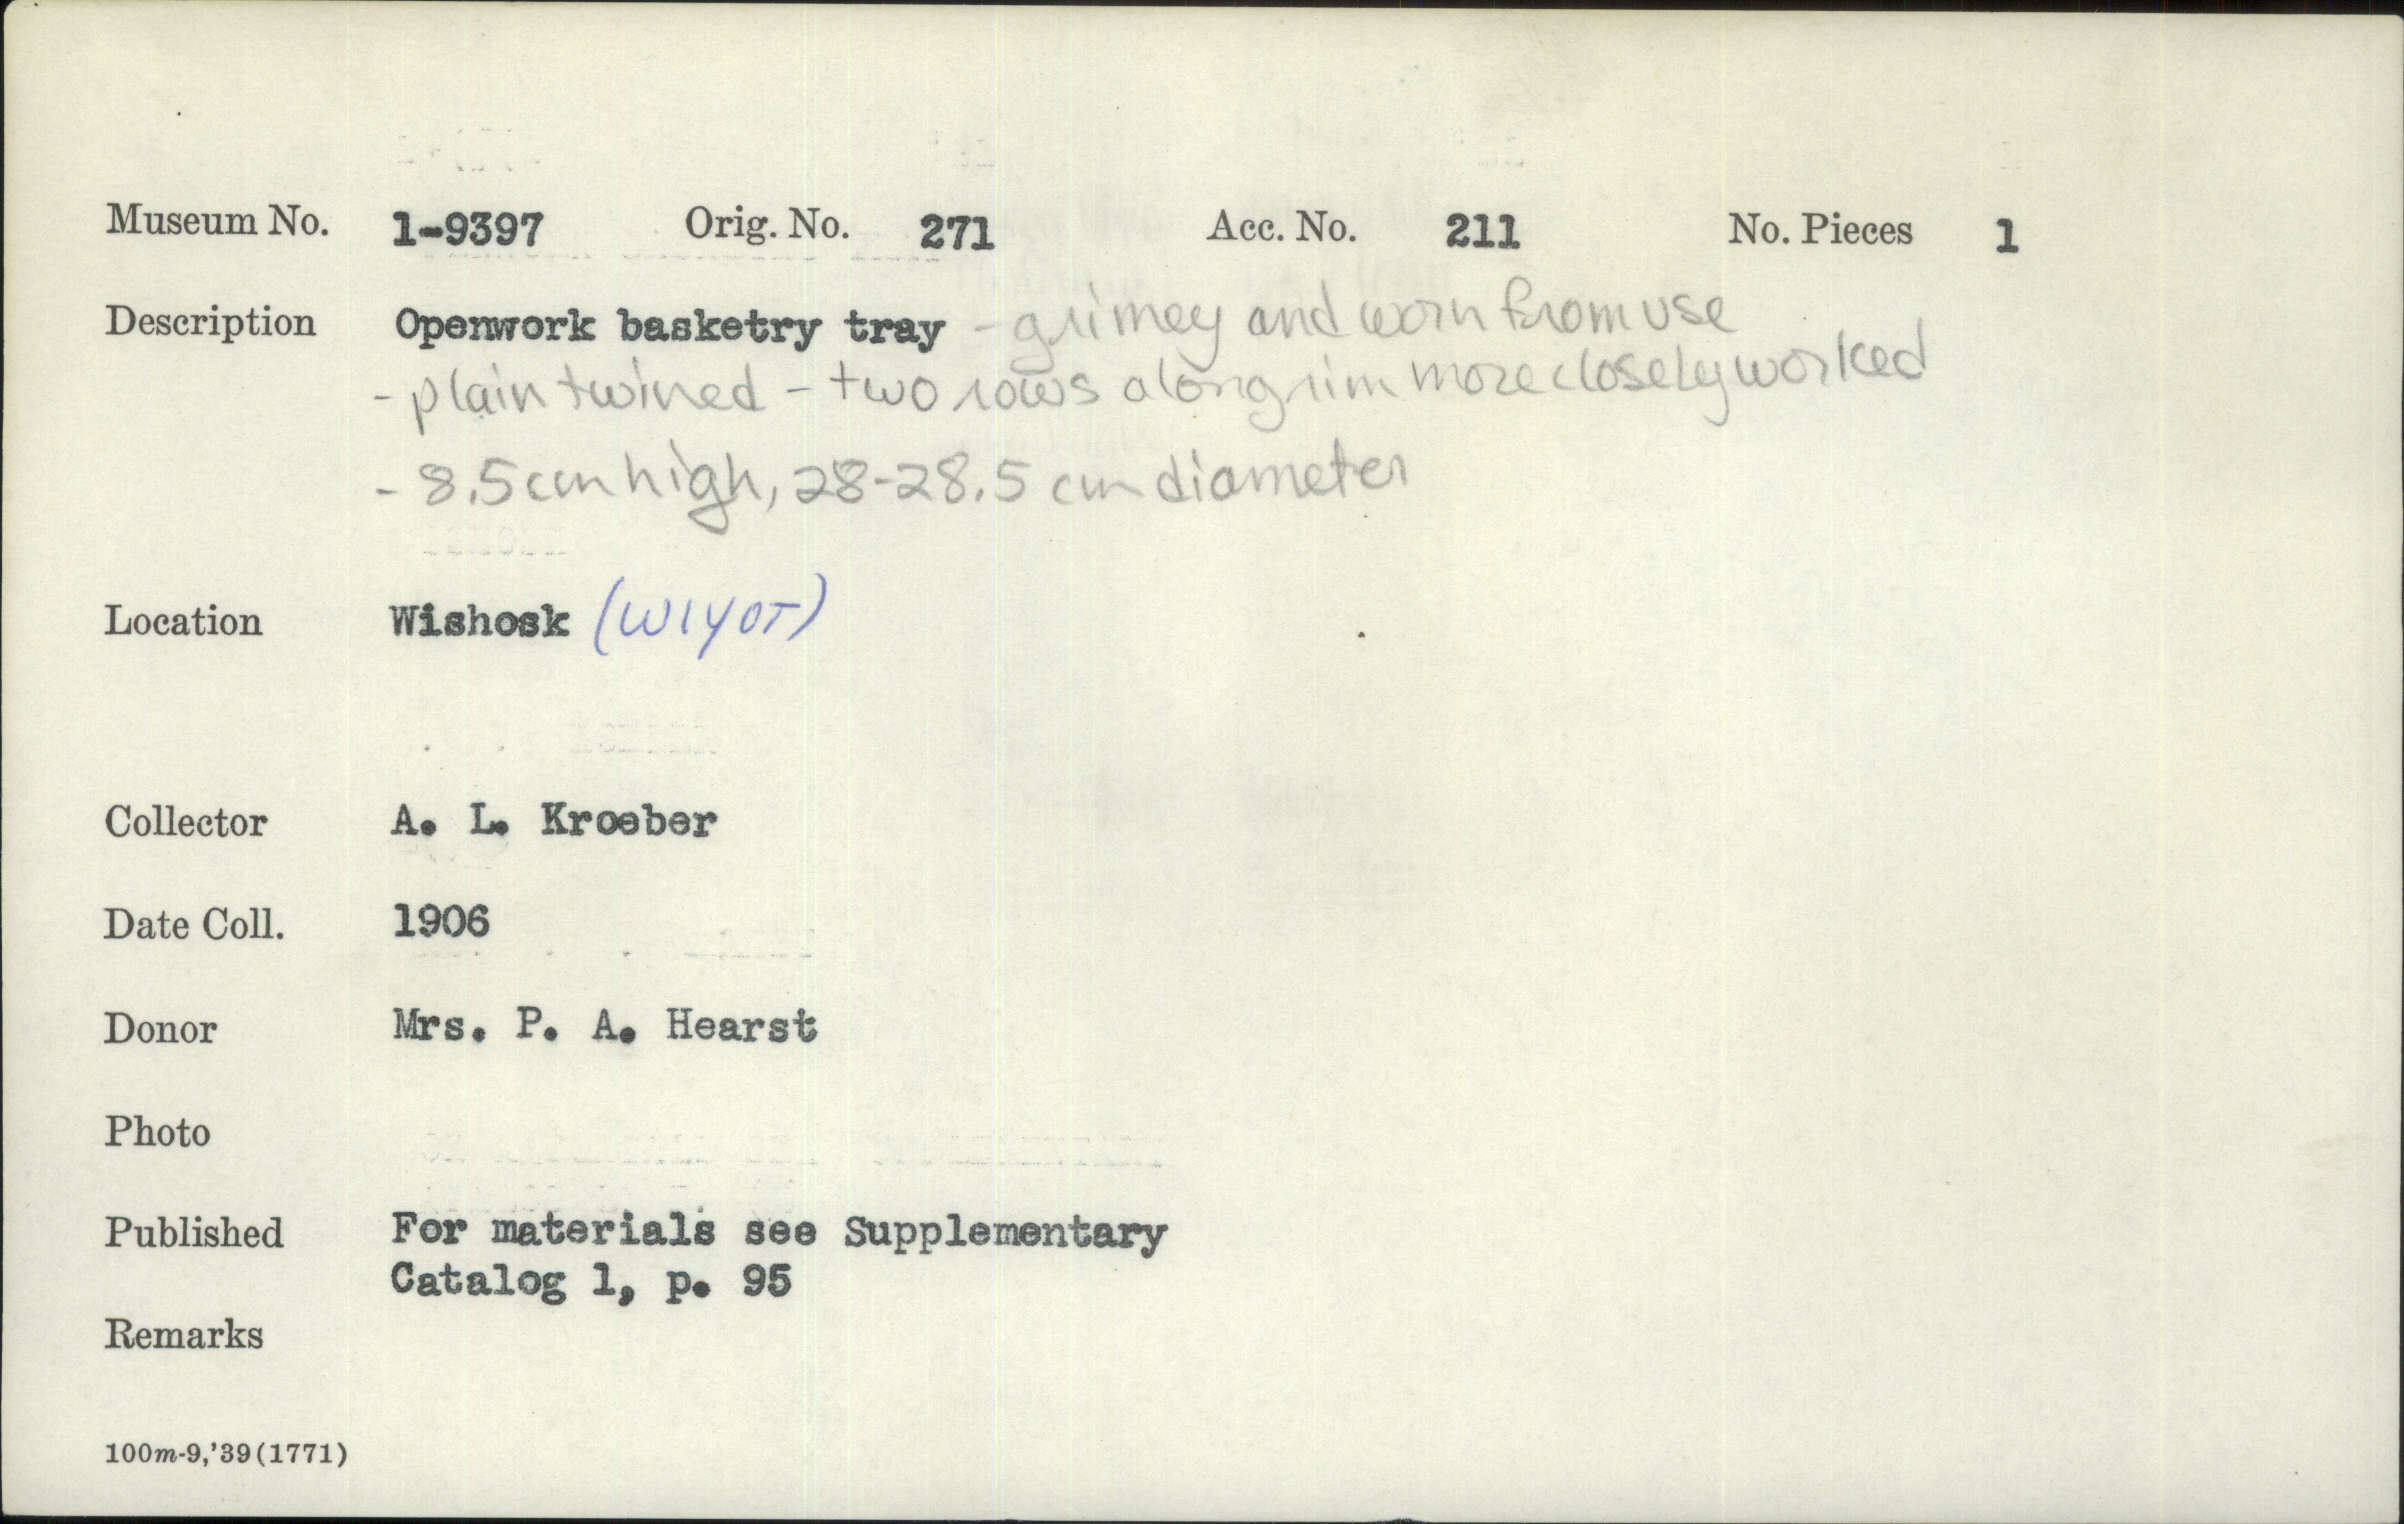 Museum No. 1-9397 Orig. No. 271 Acc. No. 211 No. Pieces 1
Description Openwork basketry tray - grimey and worn from use
- plain twined - two rows along rim more closely worked
- 8.5 cm high, 28-28.5 cm diameter
Location Wishosk (WIYOT)
Collector A. L. Kroeber
Date Coll. 1906
Donor Mrs. P. A. Hearst
Photo
Published For materials see Supplementary
Catalog 1, p. 95
Remarks
100m-9,'39(1771)